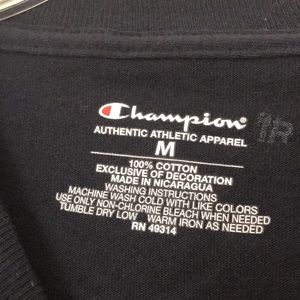 Champion®
AUTHENTIC ATHLETIC APPAREL
M
100% COTTON
EXCLUSIVE OF DECORATION
MADE IN NICARAGUA
WASHING INSTRUCTIONS
MACHINE WASH COLD WITH LIKE COLORS
USE ONLY NON-CHLORINE BLEACH WHEN NEEDED
TUMBLE DRY LOW WARM IRON AS NEEDED
RN 49314